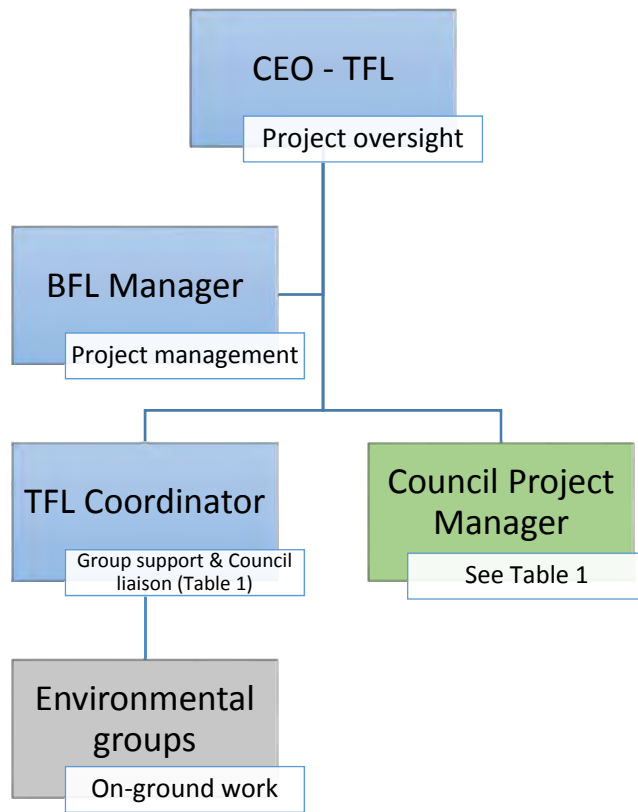 CEO - TFL
Project oversight
BFL Manager
Project management
TFL Coordinator
Group support & Council
liaison (Table 1)
Council Project
Manager
See Table 1
Environmental
groups
On-ground work